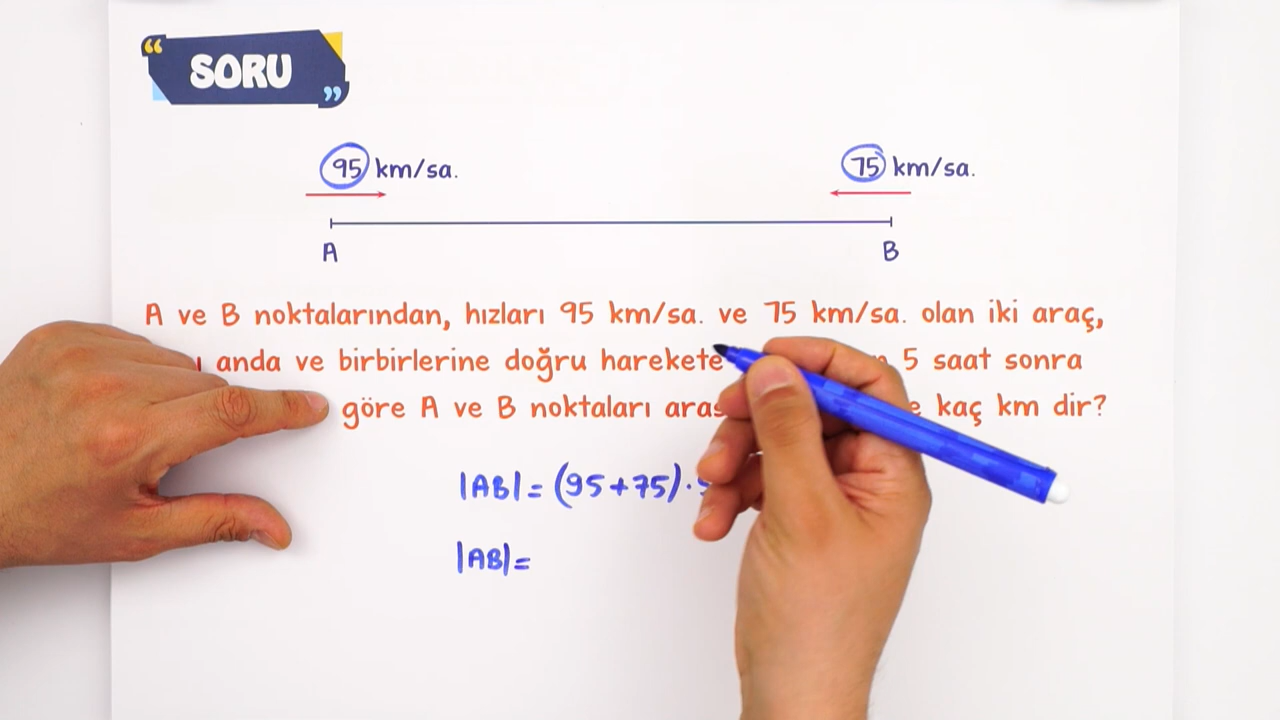 SORU
95 km/sa. 75 km/sa.
A B
A ve B noktalarından, hızları 95 km/sa. ve 75 km/sa. olan iki araç,
anda ve birbirlerine doğru harekete 5 saat sonra
göre A ve B noktaları kaç km dir?
|AB| = (95+75) .
|AB| =